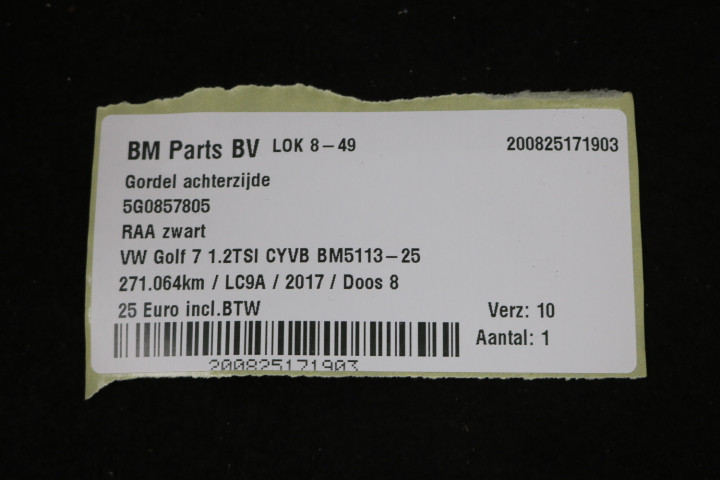 BM Parts BV LOK 8-49 200825171903
Gordel achterzijde
5G0857805
RAA zwart
VW Golf 7 1.2TSI CYVB BM5113-25
271.064km / LC9A / 2017 / Doos 8
25 Euro incl.BTW Verz: 10
Aantal: 1
200825171903